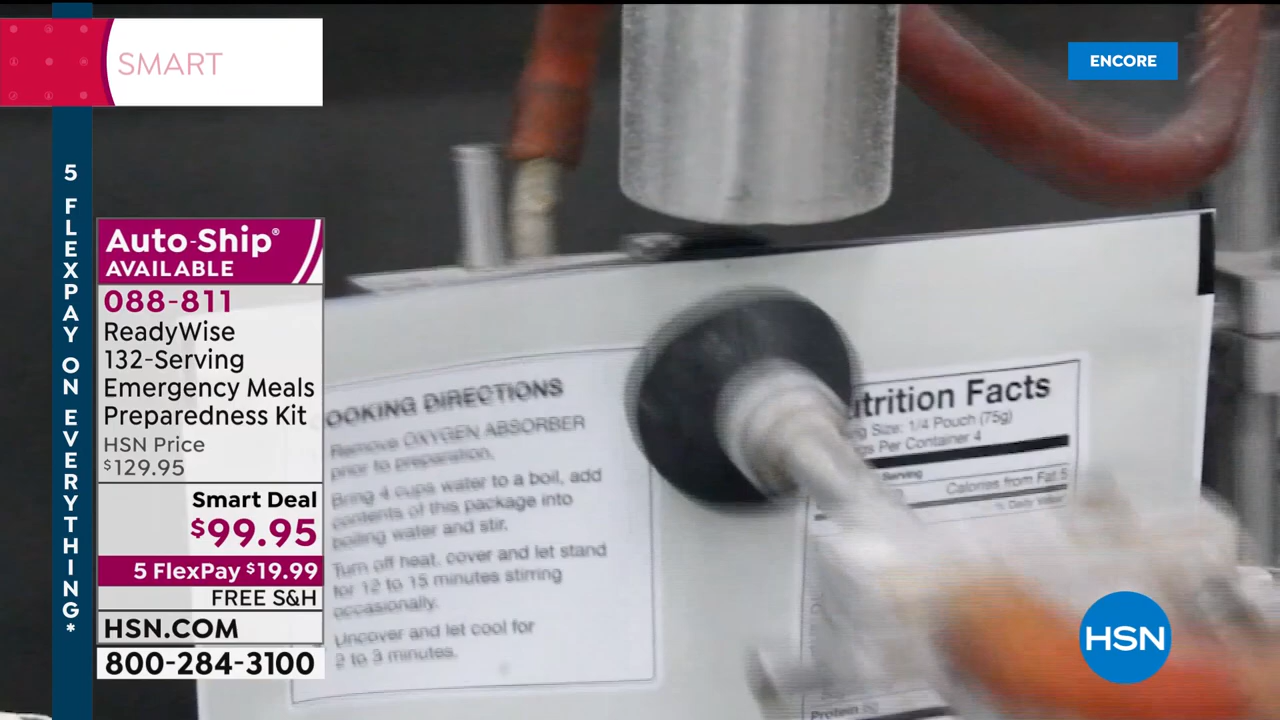 SMART
ENCORE
5 FLEXPAY ON EVERYTHING*
Auto-Ship®
AVAILABLE
088-811
ReadyWise
132-Serving
Emergency Meals
Preparedness Kit
HSN Price
$129.95
Smart Deal
$99.95
5 FlexPay $19.99
FREE S&H
HSN.COM
800-284-3100
OOKING DIRECTIONS
Remove OXYGEN ABSORBER
prior to preparation.
Bring 4 cups water to a boil, add
contents of this package into
boiling water and stir.
Turn off heat, cover and let stand
for 12 to 15 minutes stirring
occasionally.
Uncover and let cool for
2 to 3 minutes.
utrition Facts
ng Size: 1/4 Pouch (75g)
gs Per Container 4
Serving
Calories from Fat 5
% Daily Value
Protein
HSN